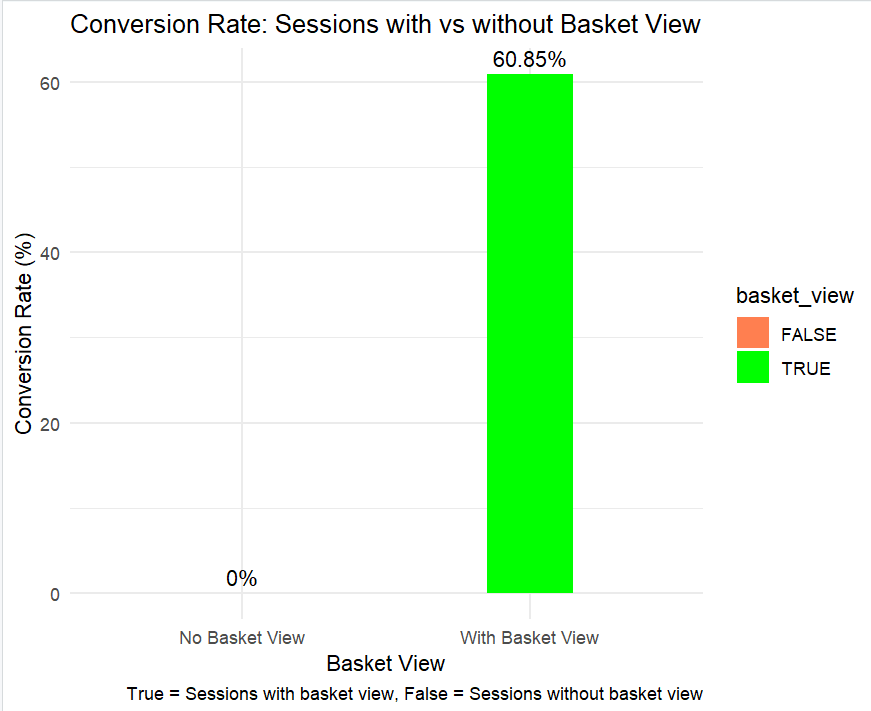 Conversion Rate: Sessions with vs without Basket View
60.85%
60
40
20
0
0%
Conversion Rate (%)
No Basket View
With Basket View
Basket View
True = Sessions with basket view, False = Sessions without basket view
basket_view
FALSE
TRUE